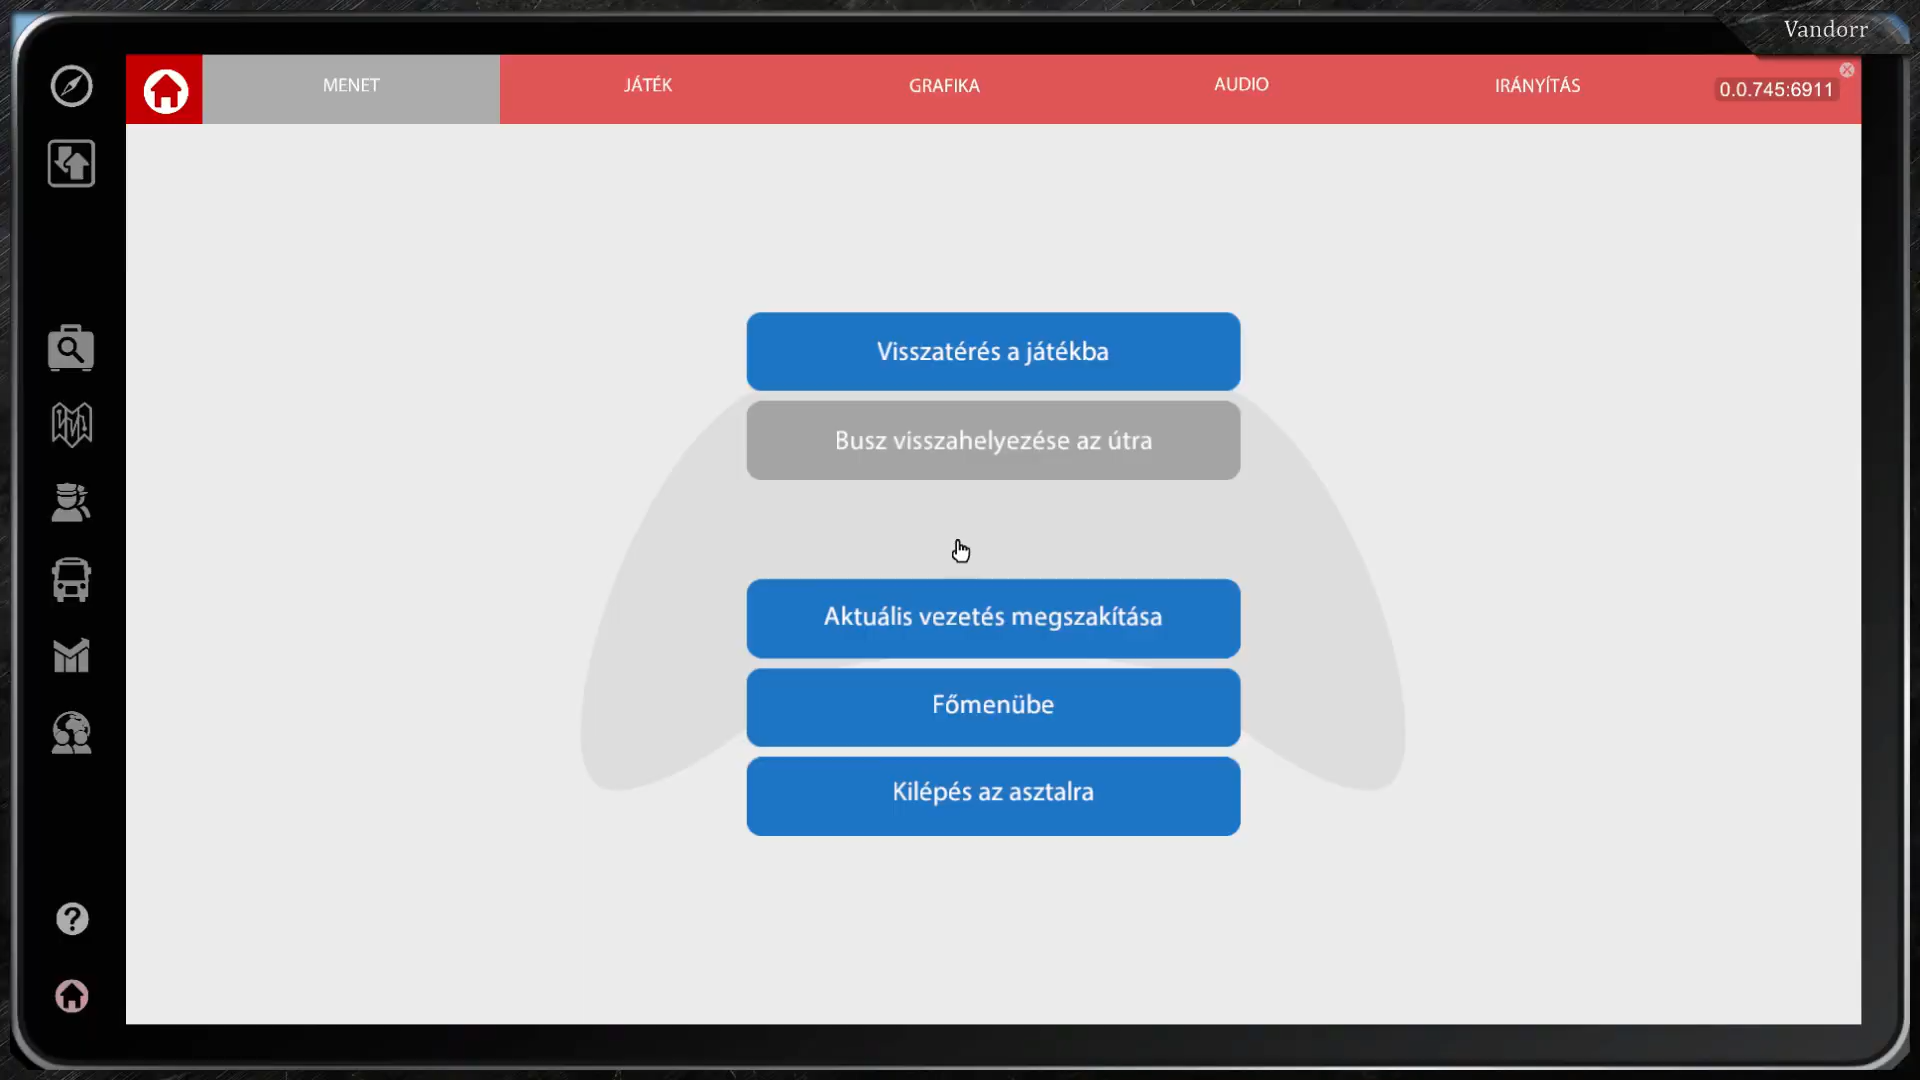 Vandorr
MENET
JÁTÉK
GRAFIKA
AUDIO
IRÁNYÍTÁS
0.0.745:6911
Visszatérés a játékba
Busz visszahelyezése az útra
Aktuális vezetés megszakítása
Főmenübe
Kilépés az asztalra